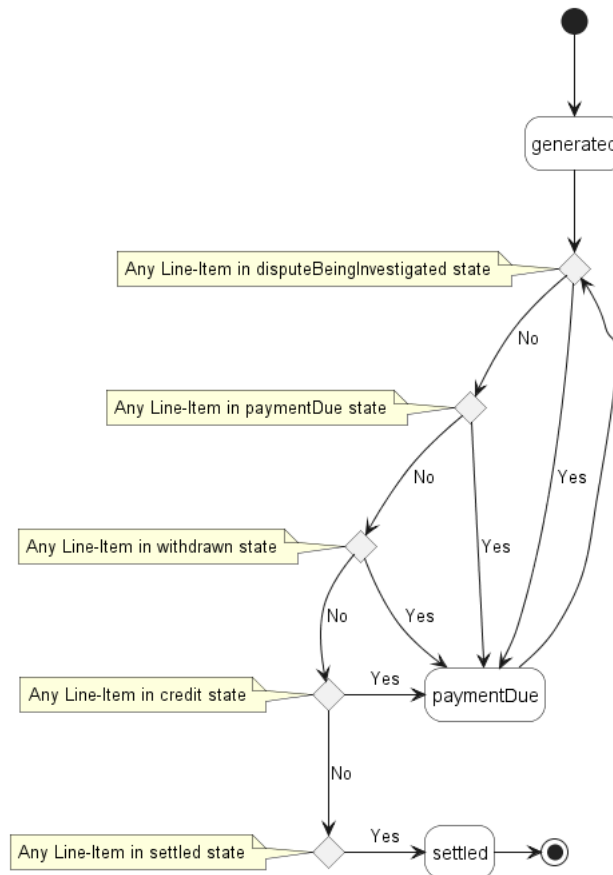 generated
Any Line-Item in disputeBeingInvestigated state
No
Any Line-Item in paymentDue state
No
Yes
Any Line-Item in withdrawn state
Yes
No
Yes
Any Line-Item in credit state
Yes
paymentDue
No
Any Line-Item in settled state
Yes
settled